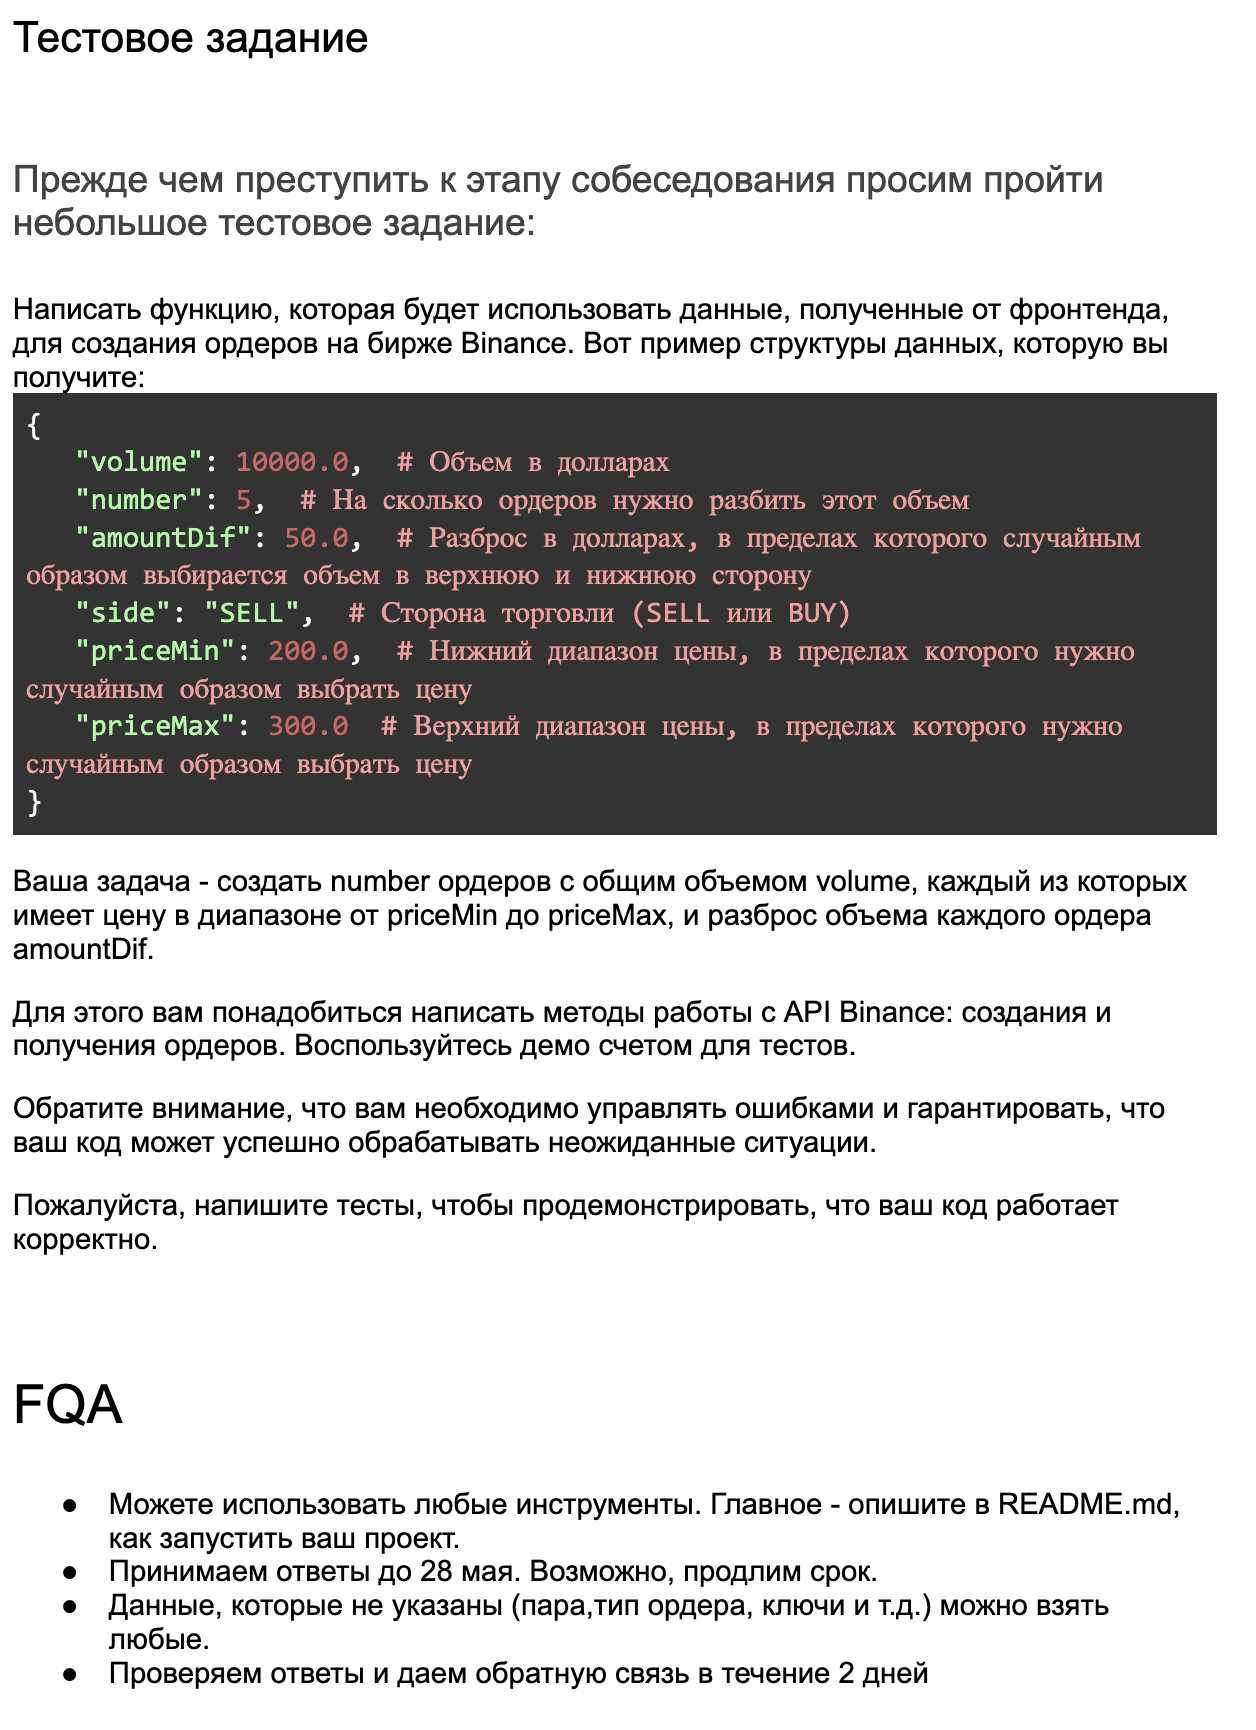 Тестовое задание
Прежде чем преступить к этапу собеседования просим пройти
небольшое тестовое задание:
Написать функцию, которая будет использовать данные, полученные от фронтенда,
для создания ордеров на бирже Binance. Вот пример структуры данных, которую вы
получите:
{
"volume": 10000.0,  # Объем в долларах
"number": 5,  # На сколько ордеров нужно разбить этот объем
"amountDif": 50.0,  # Разброс в долларах, в пределах которого случайным
образом выбирается объем в верхнюю и нижнюю сторону
"side": "SELL",  # Сторона торговли (SELL или BUY)
"priceMin": 200.0,  # Нижний диапазон цены, в пределах которого нужно
случайным образом выбрать цену
"priceMax": 300.0  # Верхний диапазон цены, в пределах которого нужно
случайным образом выбрать цену
}
Ваша задача - создать number ордеров с общим объемом volume, каждый из которых
имеет цену в диапазоне от priceMin до priceMax, и разброс объема каждого ордера
amountDif.
Для этого вам понадобиться написать методы работы с API Binance: создания и
получения ордеров. Воспользуйтесь демо счетом для тестов.
Обратите внимание, что вам необходимо управлять ошибками и гарантировать, что
ваш код может успешно обрабатывать неожиданные ситуации.
Пожалуйста, напишите тесты, чтобы продемонстрировать, что ваш код работает
корректно.
FQA
● Можете использовать любые инструменты. Главное - опишите в README.md,
как запустить ваш проект.
● Принимаем ответы до 28 мая. Возможно, продлим срок.
● Данные, которые не указаны (пара,тип ордера, ключи и т.д.) можно взять
любые.
● Проверяем ответы и даем обратную связь в течение 2 дней